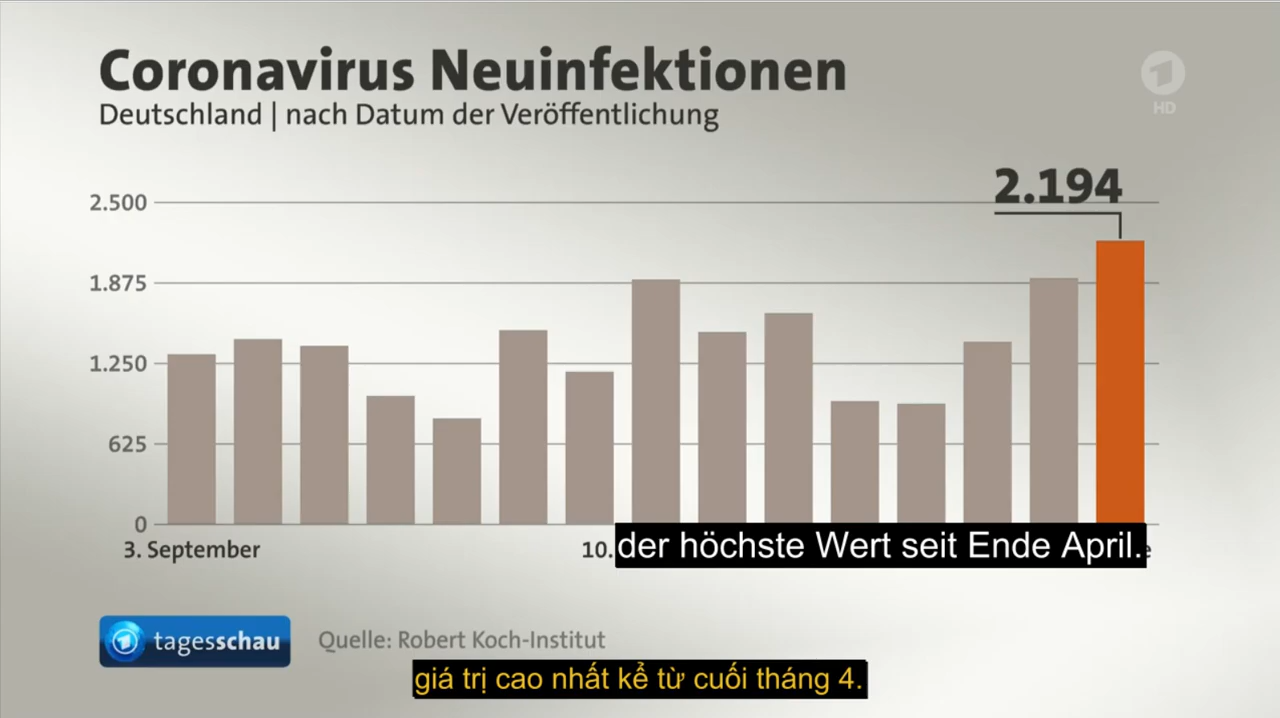 Coronavirus Neuinfektionen
Deutschland | nach Datum der Veröffentlichung
HD
2.194
2.500
1.875
1.250
625
0
3. September
10.
der höchste Wert seit Ende April.
tagesschau
Quelle: Robert Koch-Institut
giá trị cao nhất kể từ cuối tháng 4.